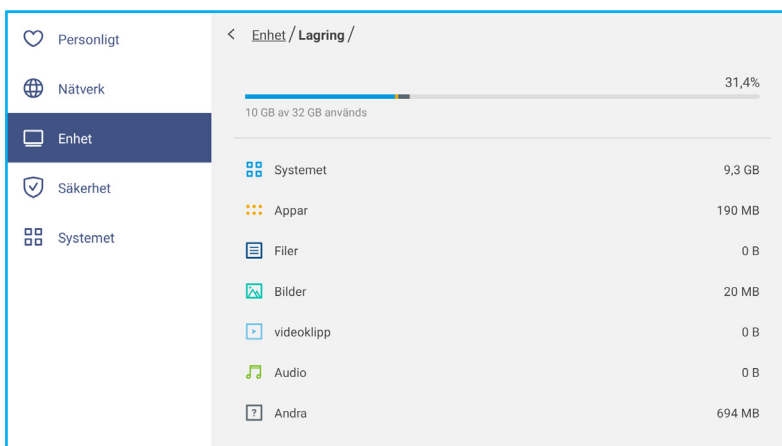 Personligt
Nätverk
Enhet
Säkerhet
Systemet
< Enhet / Lagring /
31,4%
10 GB av 32 GB används
Systemet 9,3 GB
Appar 190 MB
Filer 0 B
Bilder 20 MB
videoklipp 0 B
Audio 0 B
? Andra 694 MB